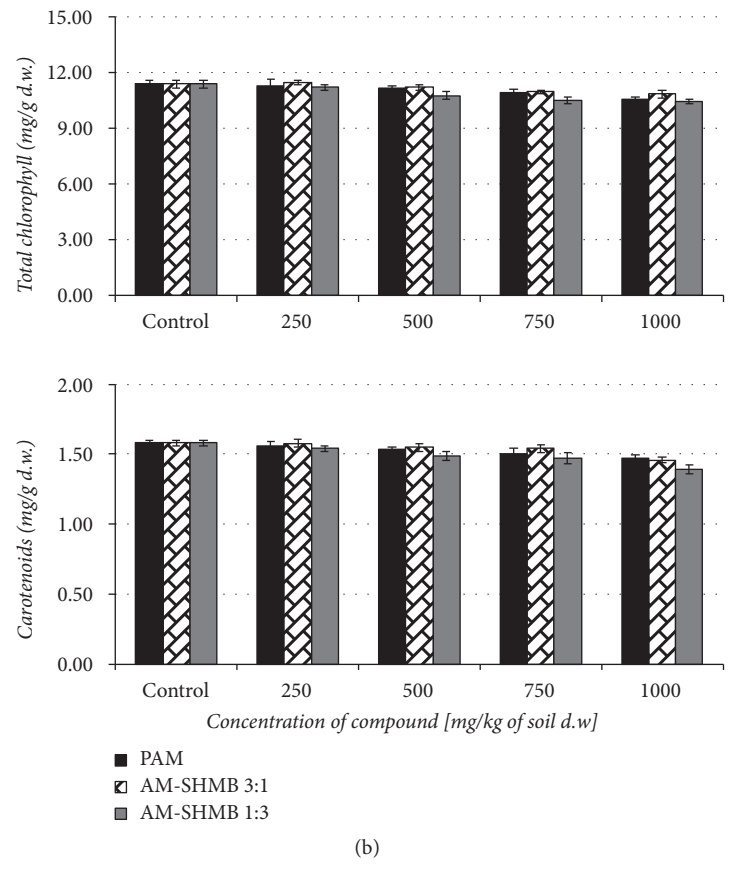 Total chlorophyll (mg/g d.w.)
15.00
12.00
9.00
6.00
3.00
0.00
Control 250 500 750 1000
Carotenoids (mg/g d.w.)
2.00
1.50
1.00
0.50
0.00
Control 250 500 750 1000
Concentration of compound [mg/kg of soil d.w]
PAM
AM-SHMB 3:1
AM-SHMB 1:3
(b)